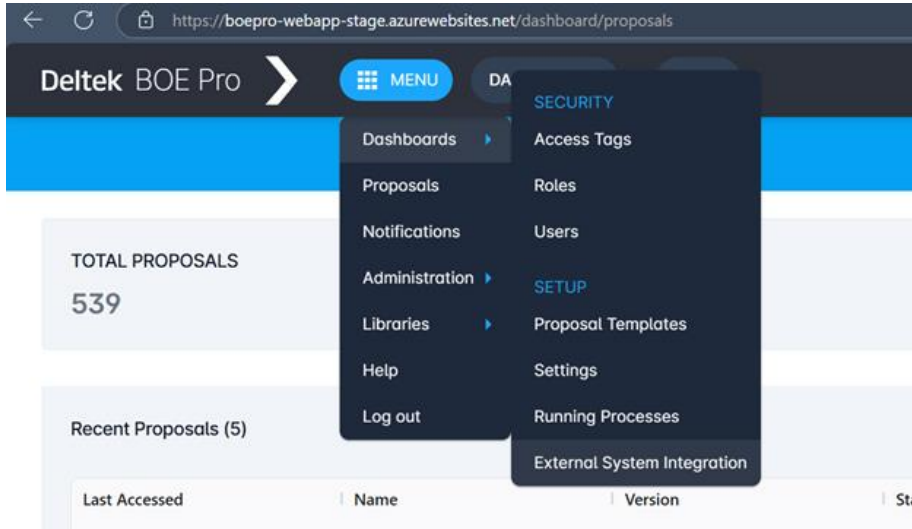 https://boepro-webapp-stage.azurewebsites.net/dashboard/proposals
Deltek BOE Pro
MENU
DA
Dashboards
Proposals
Notifications
Administration
Libraries
Help
Log out
SECURITY
Access Tags
Roles
Users
SETUP
Proposal Templates
Settings
Running Processes
External System Integration
TOTAL PROPOSALS
539
Recent Proposals (5)
Last Accessed Name Version Sta